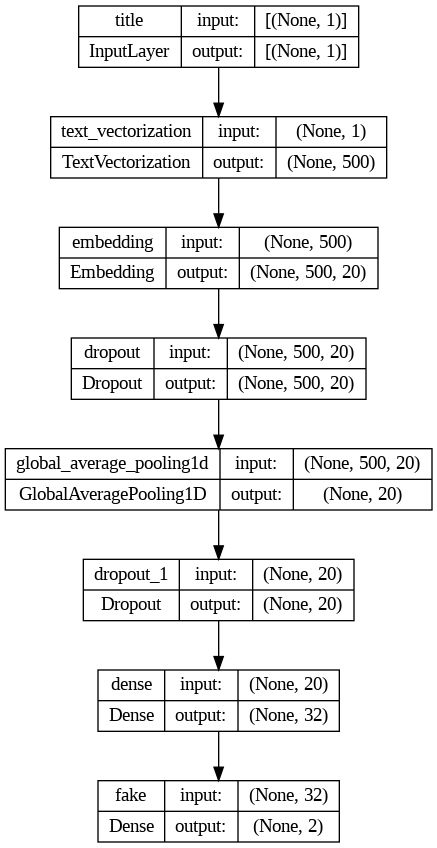 title input: [(None, 1)]
InputLayer output: [(None, 1)]
text_vectorization input: (None, 1)
TextVectorization output: (None, 500)
embedding input: (None, 500)
Embedding output: (None, 500, 20)
dropout input: (None, 500, 20)
Dropout output: (None, 500, 20)
global_average_pooling1d input: (None, 500, 20)
GlobalAveragePooling1D output: (None, 20)
dropout_1 input: (None, 20)
Dropout output: (None, 20)
dense input: (None, 20)
Dense output: (None, 32)
fake input: (None, 32)
Dense output: (None, 2)